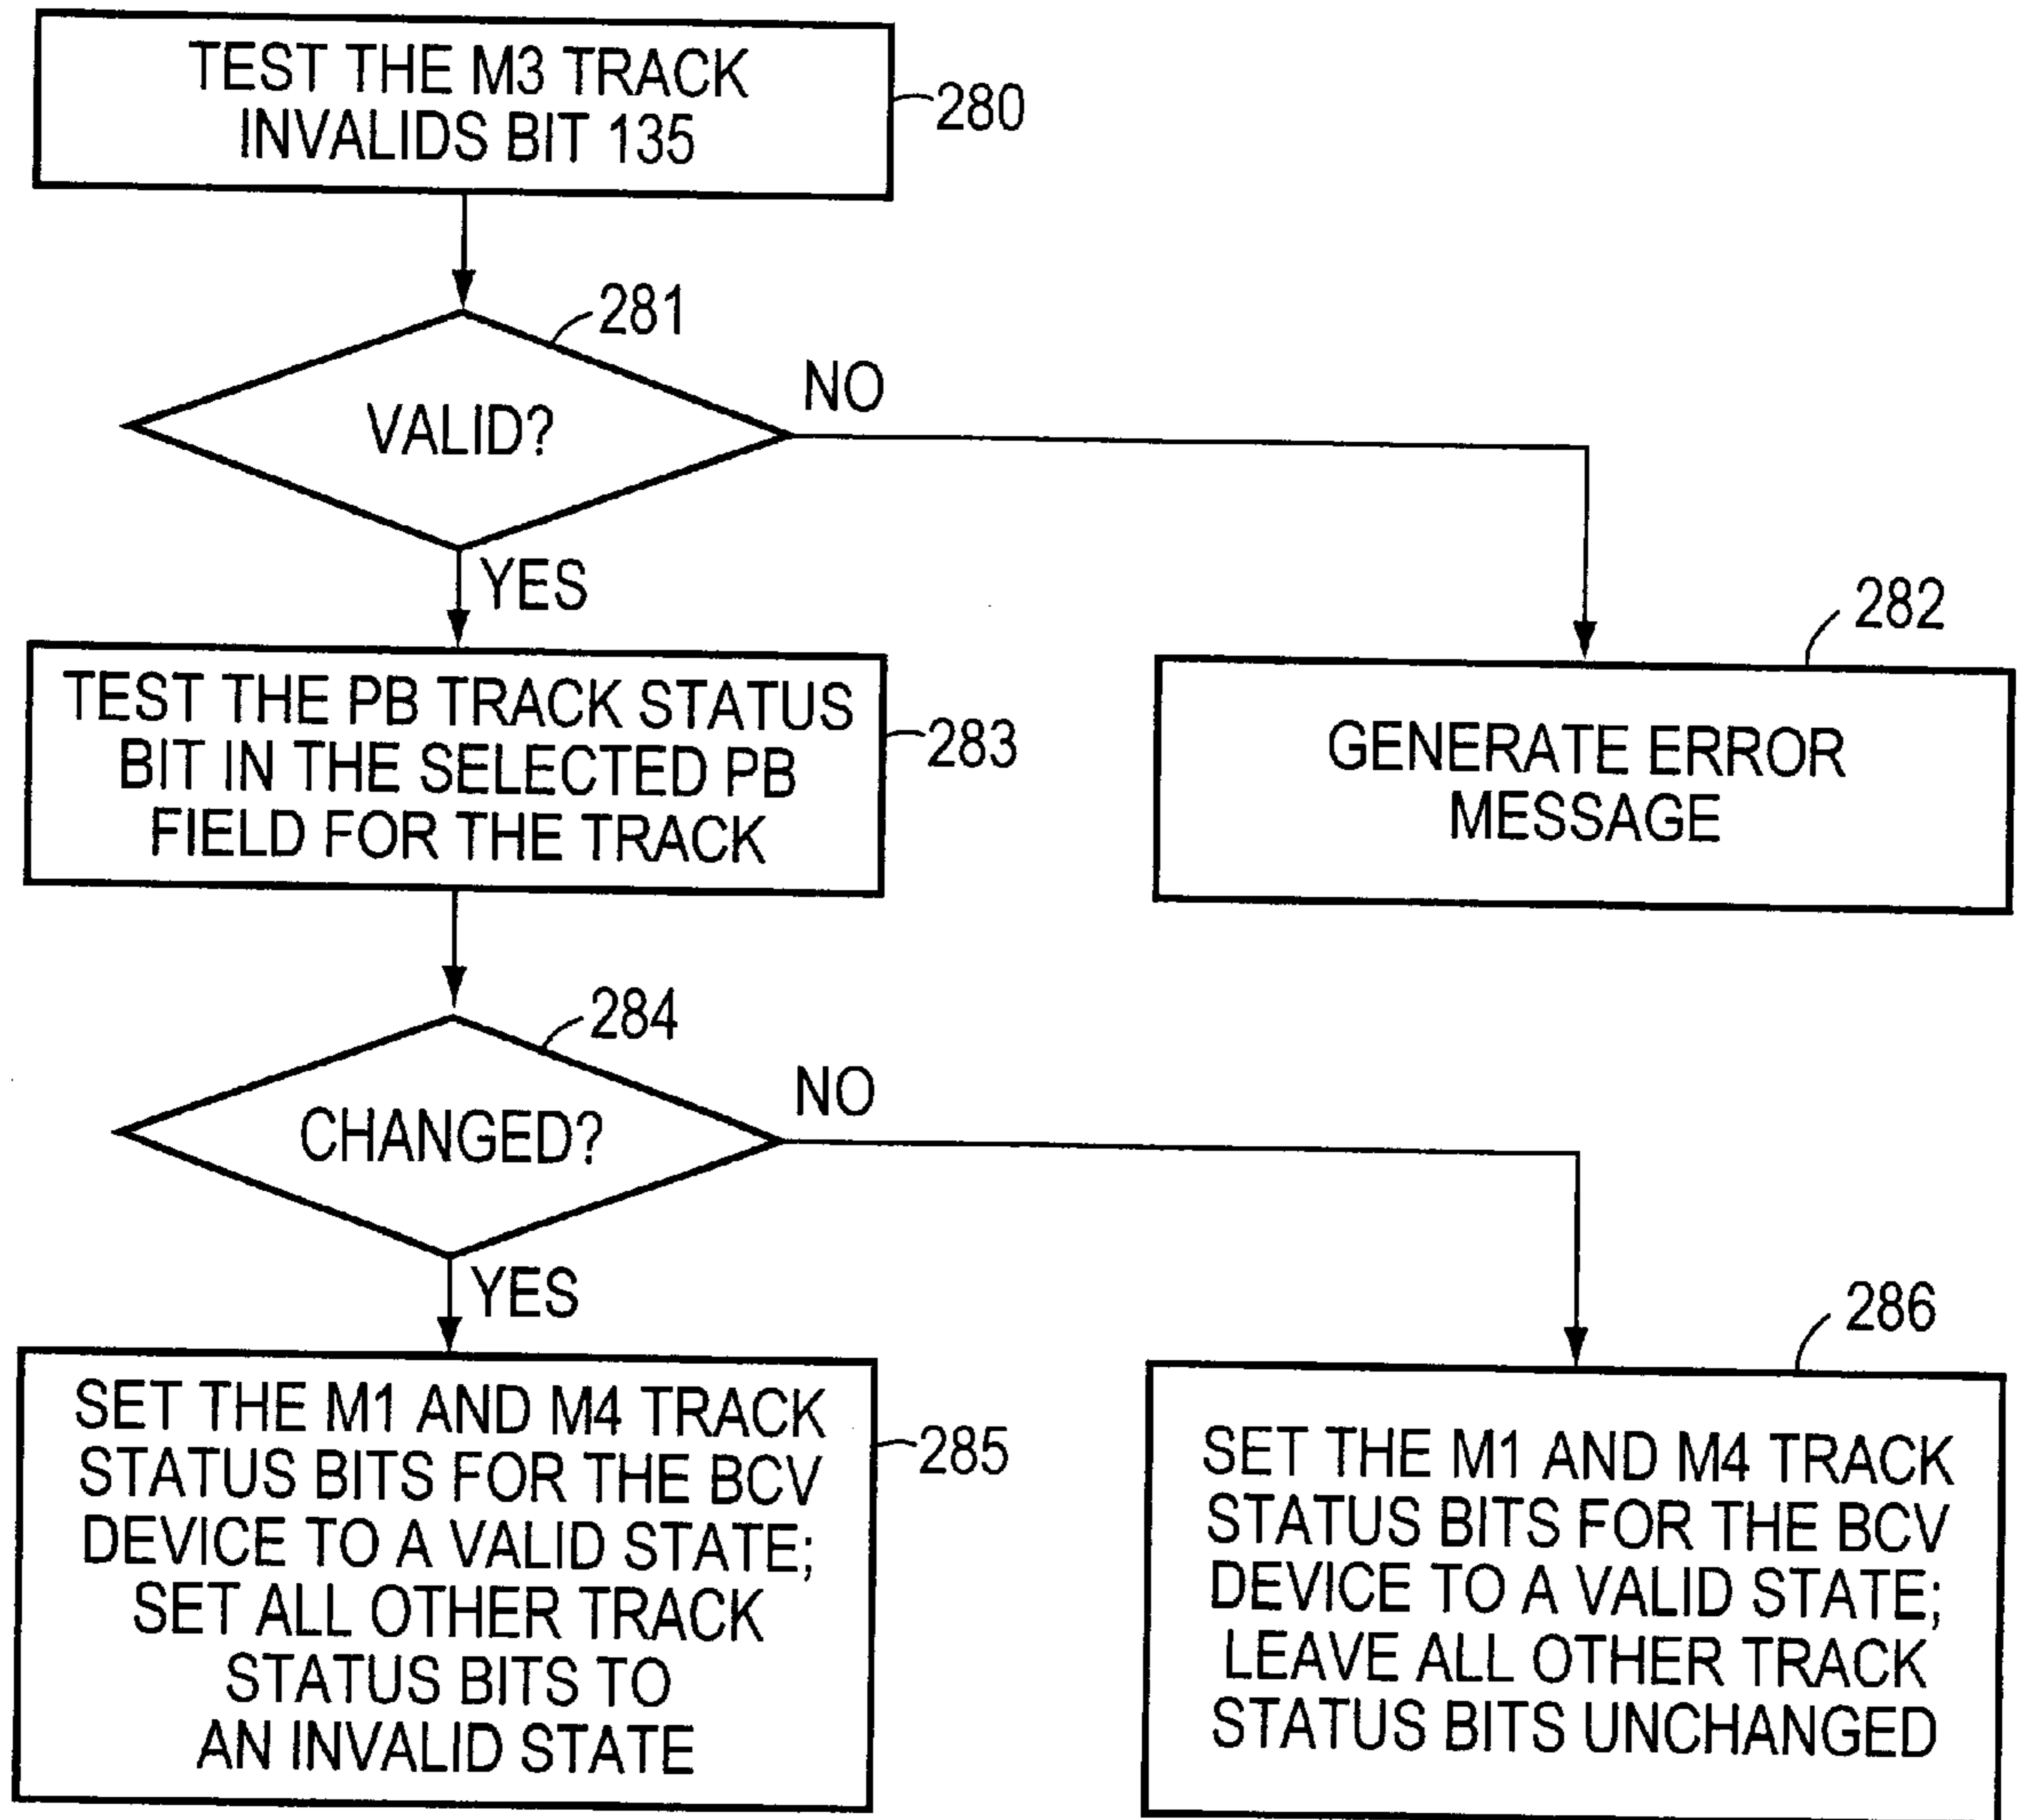 TEST THE M3 TRACK
INVALIDS BIT 135
280
281
VALID?
NO
YES
282
TEST THE PB TRACK STATUS
BIT IN THE SELECTED PB
FIELD FOR THE TRACK
283
GENERATE ERROR
MESSAGE
284
CHANGED?
NO
YES
286
SET THE M1 AND M4 TRACK
STATUS BITS FOR THE BCV
DEVICE TO A VALID STATE;
SET ALL OTHER TRACK
STATUS BITS TO
AN INVALID STATE
285
SET THE M1 AND M4 TRACK
STATUS BITS FOR THE BCV
DEVICE TO A VALID STATE;
LEAVE ALL OTHER TRACK
STATUS BITS UNCHANGED